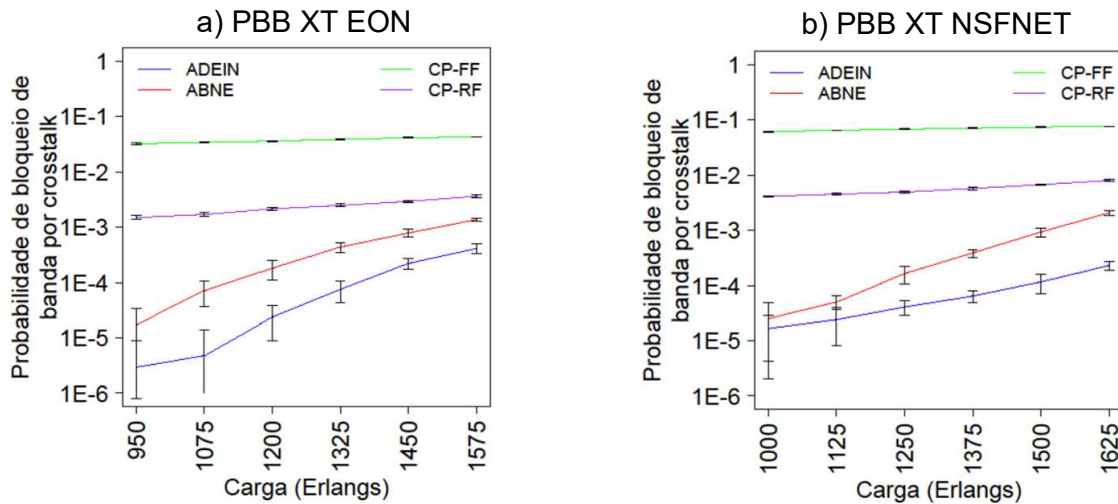 a) PBB XT EON
Probabilidade de bloqueio de
banda por crosstalk
1
1E-1
1E-2
1E-3
1E-4
1E-5
1E-6
ADEIN
ABNE
CP-FF
CP-RF
950
1075
1200
1325
1450
1575
Carga (Erlangs)
b) PBB XT NSFNET
Probabilidade de bloqueio de
banda por crosstalk
1
1E-1
1E-2
1E-3
1E-4
1E-5
1E-6
ADEIN
ABNE
CP-FF
CP-RF
1000
1125
1250
1375
1500
1625
Carga (Erlangs)